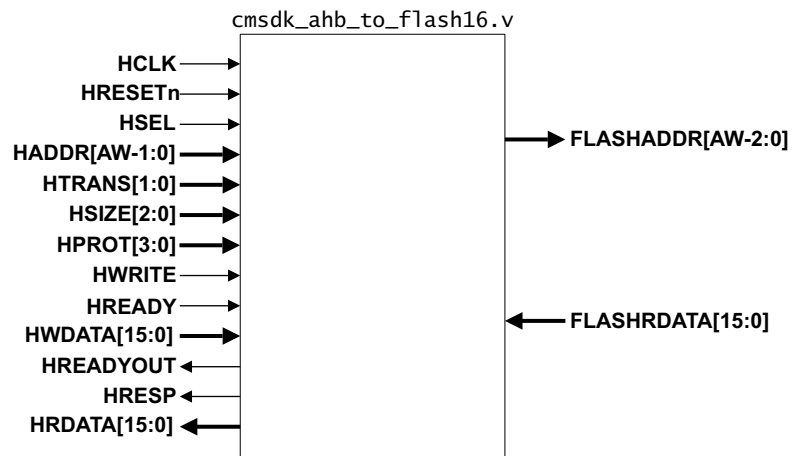 cmsdk_ahb_to_flash16.v
HCLK
HRESETn
HSEL
HADDR[AW-1:0]
HTRANS[1:0]
HSIZE[2:0]
HPROT[3:0]
HWRITE
HREADY
HWDATA[15:0]
HREADYOUT
HRESP
HRDATA[15:0]
FLASHADDR[AW-2:0]
FLASHRDATA[15:0]